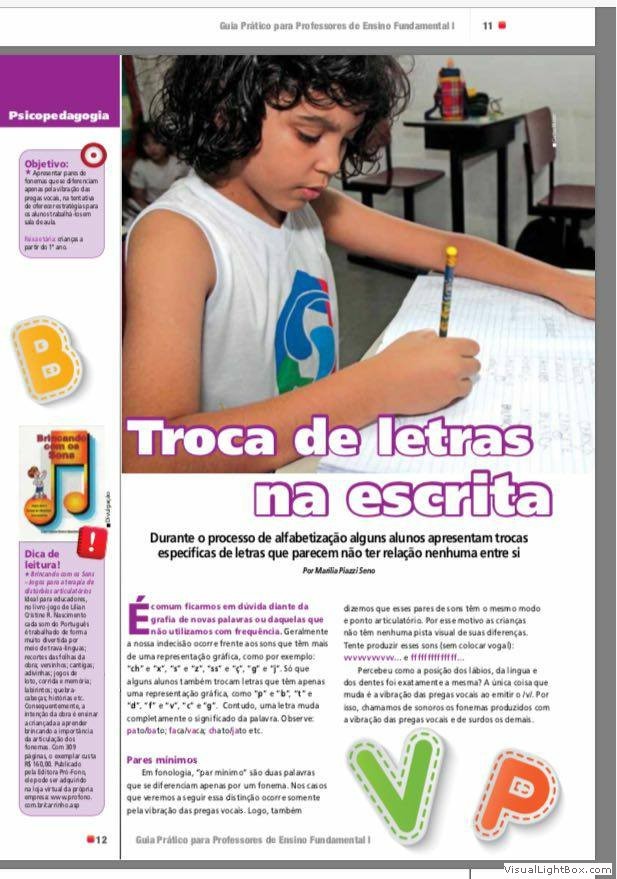 Guia Prático para Professores de Ensino Fundamental I
11
Psicopedagogia
Objetivo:
* Apresentar pares de
fonemas que se diferenciam
apenas pela vibração das
pregas vocais, na tentativa
de oferecer estratégias para
os alunos trabalhá-los em
sala de aula.
Faixa etária: crianças a
partir do 1º ano.
B
Brincando
com os
Sons
Divulgação
Dica de
leitura!
* Brincando com os Sons
– Jogos para a terapia de
distúrbios articulatórios
Ideal para educadores,
no livro-jogo de Lílian
Cristine R. Nascimento
cada som do Português
é trabalhado de forma
muito divertida por
meio de trava-línguas;
recortes das falhas da
obra; versinhos; cantigas;
adivinhas; jogos de
loto, corrida e memória;
labirintos; quebra-
cabeça; histórias etc.
Consequentemente, a
intenção da obra é ensinar
a criançada a aprender
brincando a importância
da articulação dos
fonemas. Com 309
páginas, o exemplar custa
R$ 160,00. Publicado
pela Editora Pró-Fono,
ele pode ser adquirido
na loja virtual da própria
empresa: www.profono.
com.br/carrinho.asp
12
Troca de letras
na escrita
Durante o processo de alfabetização alguns alunos apresentam trocas
específicas de letras que parecem não ter relação nenhuma entre si
Por Marília Piazzi Seno
É comum ficarmos em dúvida diante da
grafia de novas palavras ou daquelas que
não utilizamos com frequência. Geralmente
a nossa indecisão ocorre frente aos sons que têm mais
de uma representação gráfica, como por exemplo:
"ch" e "x", "s" e "z", "ss" e "ç", "g" e "j". Só que
alguns alunos também trocam letras que têm apenas
uma representação gráfica, como "p" e "b", "t" e
"d", "f" e "v", "c" e "g". Contudo, uma letra muda
completamente o significado da palavra. Observe:
pato/bato; faca/vaca; chato/jato etc.
Pares mínimos
Em fonologia, "par mínimo" são duas palavras
que se diferenciam apenas por um fonema. Nos casos
que veremos a seguir essa distinção ocorre somente
pela vibração das pregas vocais. Logo, também
dizemos que esses pares de sons têm o mesmo modo
e ponto articulatório. Por esse motivo as crianças
não têm nenhuma pista visual de suas diferenças.
Tente produzir esses sons (sem colocar vogal):
vvvvvvvvvv... e ffffffffffffff...
Percebeu como a posição dos lábios, da língua e
dos dentes foi exatamente a mesma? A única coisa que
muda é a vibração das pregas vocais ao emitir o /v/. Por
isso, chamamos de sonoros os fonemas produzidos com
a vibração das pregas vocais e de surdos os demais.
V P
Guia Prático para Professores de Ensino Fundamental I
VisualLightBox.com